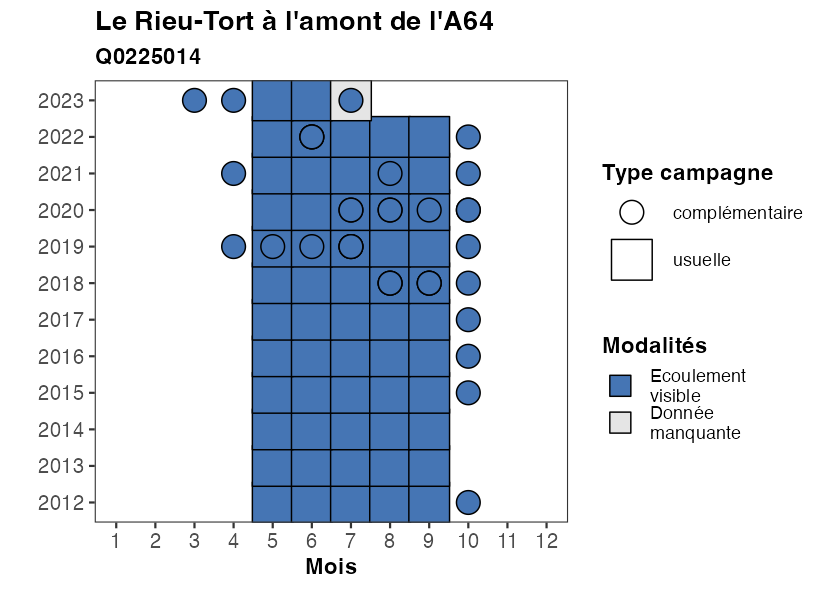 Le Rieu-Tort à l'amont de l'A64
Q0225014
2023
2022
2021
2020
2019
2018
2017
2016
2015
2014
2013
2012
1 2 3 4 5 6 7 8 9 10 11 12
Mois
Type campagne
complémentaire
usuelle
Modalités
Ecoulement
visible
Donnée
manquante